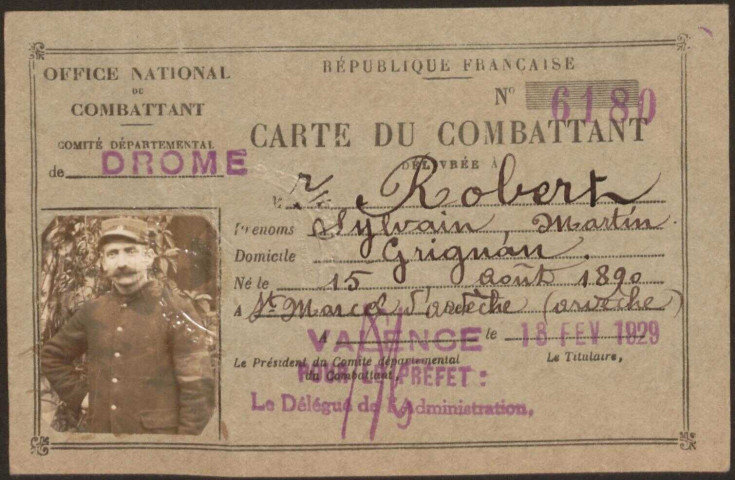 OFFICE NATIONAL
DU
COMBATTANT
COMITÉ DÉPARTEMENTAL
de DROME
RÉPUBLIQUE FRANÇAISE
N° 6180
CARTE DU COMBATTANT
DÉLIVRÉE À
Robert
Prenoms Sylvain, Martin.
Domicile Grignan.
Né le 15 août 1890
A St Marcel d'ardèche (ardèche)
A VALENCE le 18 FEV 1929
Le Président du Comité départemental
du Combattant,
Le Titulaire,
POUR LE PRÉFET :
Le Délégué de l'Administration,